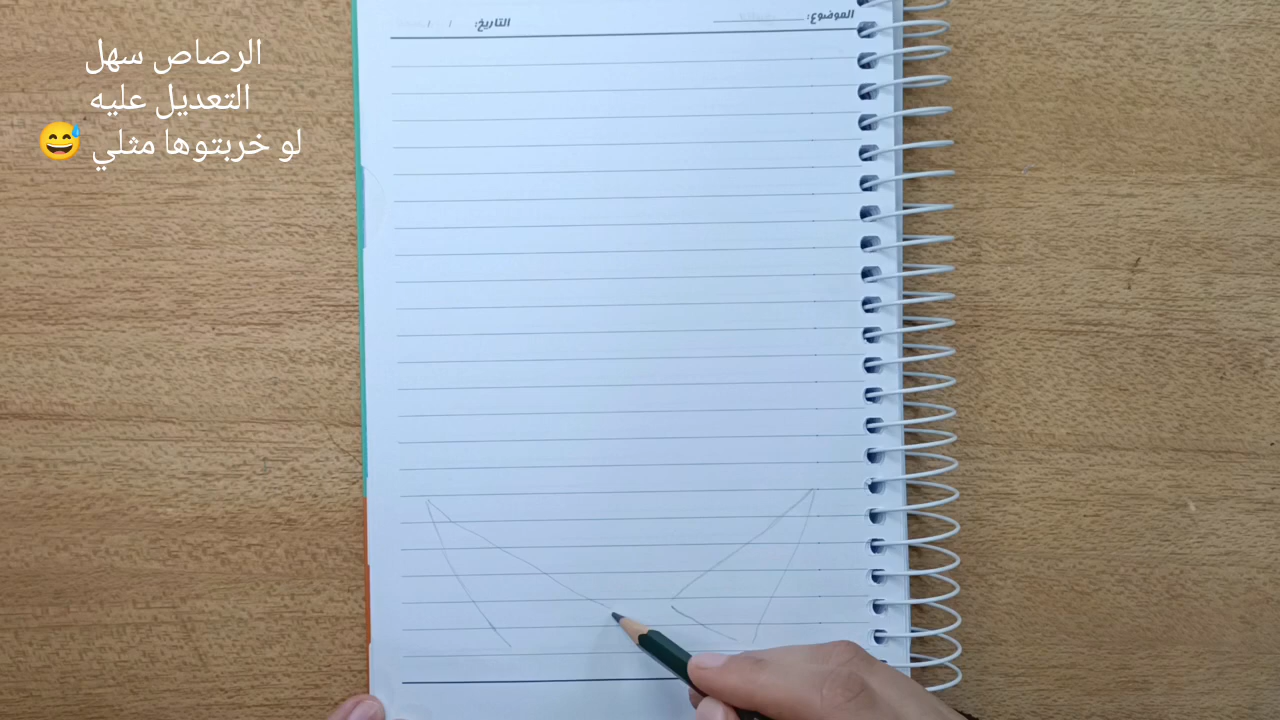 الموضوع:
التاريخ: / /
الرصاص سهل
التعديل عليه
لو خربتوها مثلي 😅